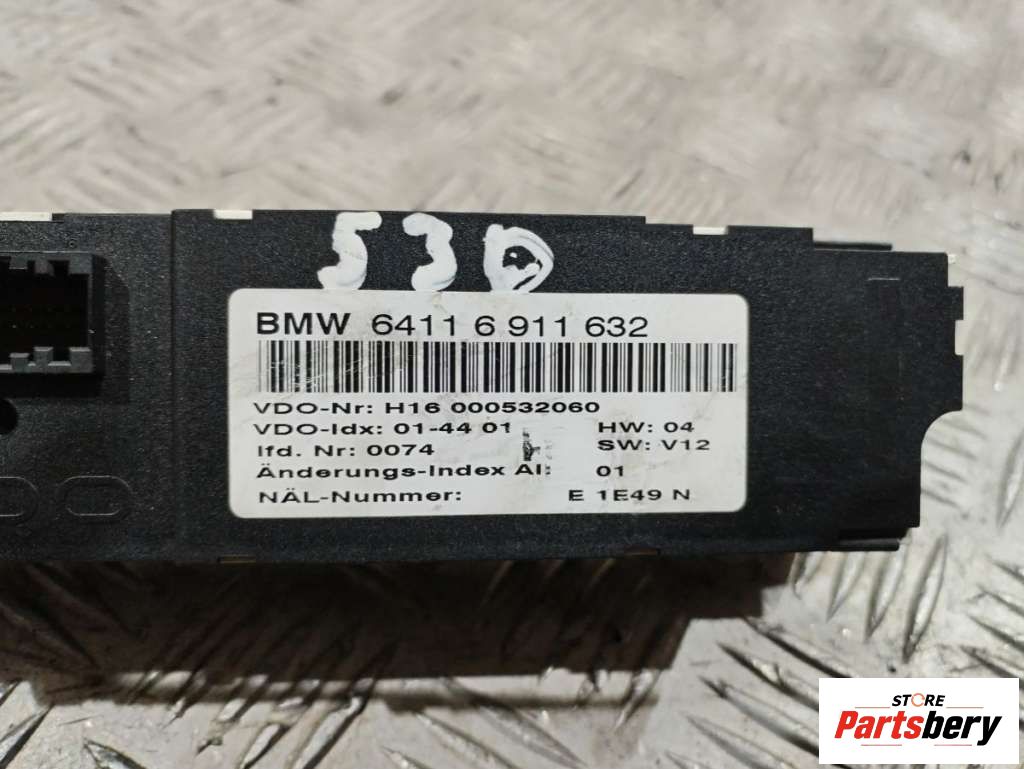 53D
BMW 6411 6 911 632
VDO-Nr: H16 000532060
VDO-Idx: 01-44 01 HW: 04
lfd. Nr: 0074 SW: V12
Änderungs-Index AI: 01
NÄL-Nummer: E 1E49 N
STORE
Partsbery